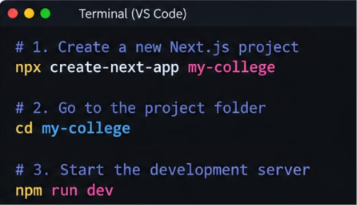 Terminal (VS Code)
# 1. Create a new Next.js project
npx create-next-app my-college
# 2. Go to the project folder
cd my-college
# 3. Start the development server
npm run dev